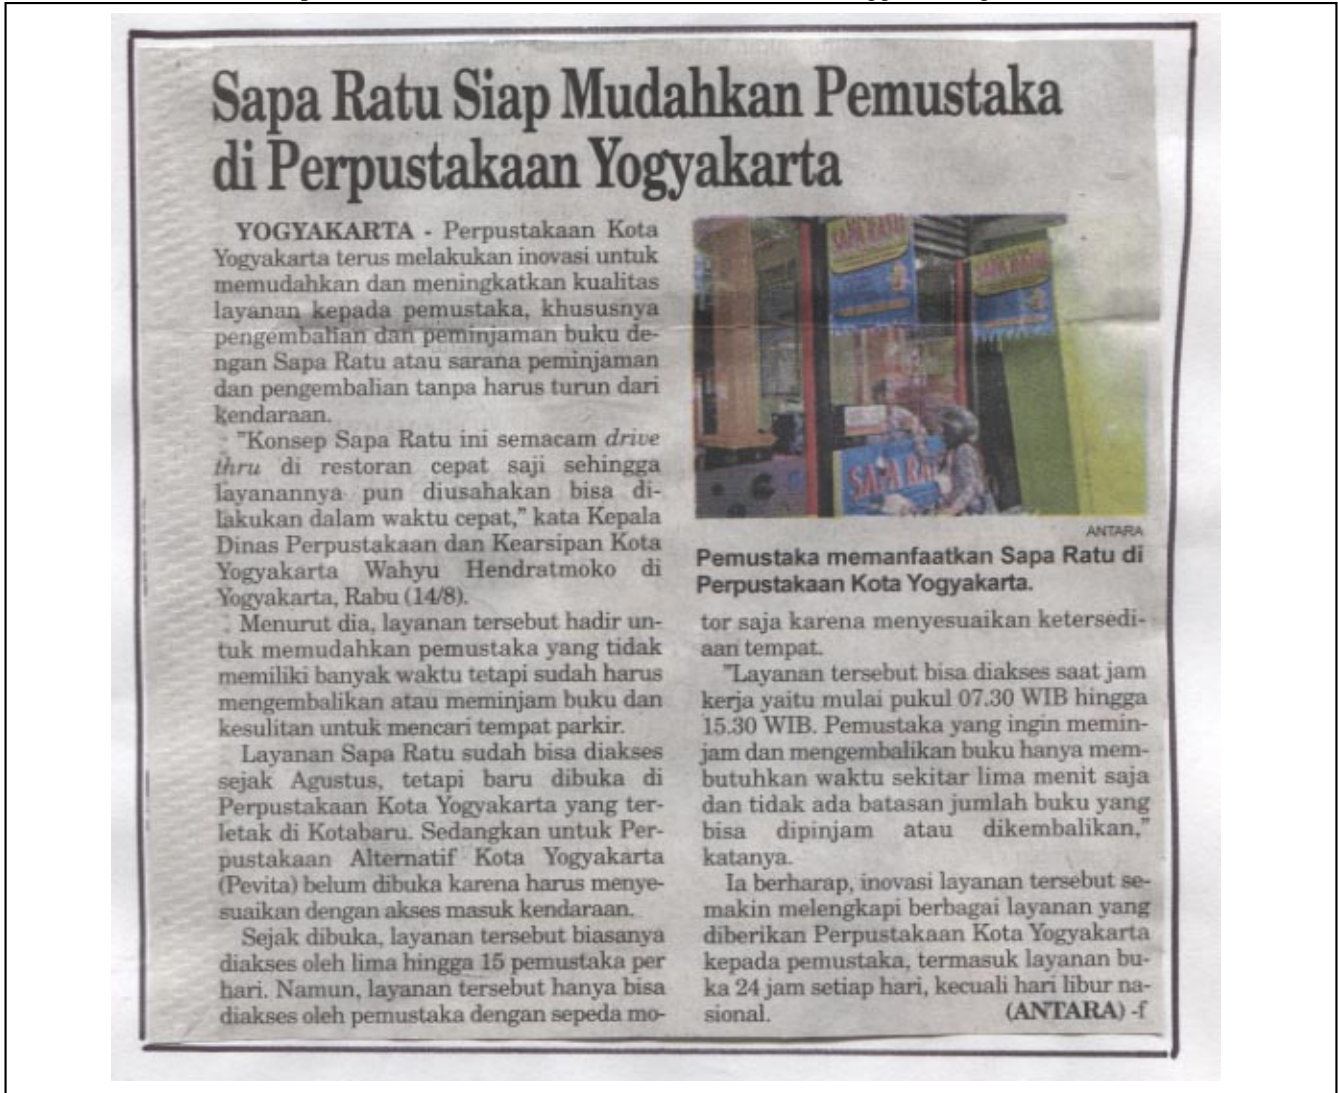 Sapa Ratu Siap Mudahkan Pemustaka
di Perpustakaan Yogyakarta
YOGYAKARTA - Perpustakaan Kota
Yogyakarta terus melakukan inovasi untuk
memudahkan dan meningkatkan kualitas
layanan kepada pemustaka, khususnya
pengembalian dan peminjaman buku de-
ngan Sapa Ratu atau sarana peminjaman
dan pengembalian tanpa harus turun dari
kendaraan.
"Konsep Sapa Ratu ini semacam drive
thru di restoran cepat saji sehingga
layanannya pun diusahakan bisa di-
lakukan dalam waktu cepat," kata Kepala
Dinas Perpustakaan dan Kearsipan Kota
Yogyakarta Wahyu Hendratmoko di
Yogyakarta, Rabu (14/8).
Menurut dia, layanan tersebut hadir un-
tuk memudahkan pemustaka yang tidak
memiliki banyak waktu tetapi sudah harus
mengembalikan atau meminjam buku dan
kesulitan untuk mencari tempat parkir.
Layanan Sapa Ratu sudah bisa diakses
sejak Agustus, tetapi baru dibuka di
Perpustakaan Kota Yogyakarta yang ter-
letak di Kotabaru. Sedangkan untuk Per-
pustakaan Alternatif Kota Yogyakarta
(Pevita) belum dibuka karena harus menye-
suaikan dengan akses masuk kendaraan.
Sejak dibuka, layanan tersebut biasanya
diakses oleh lima hingga 15 pemustaka per
hari. Namun, layanan tersebut hanya bisa
diakses oleh pemustaka dengan sepeda mo-
SAPA RATU
SAPA RATU
SAPA RATU
ANTARA
Pemustaka memanfaatkan Sapa Ratu di
Perpustakaan Kota Yogyakarta.
tor saja karena menyesuaikan ketersedi-
aan tempat.
"Layanan tersebut bisa diakses saat jam
kerja yaitu mulai pukul 07.30 WIB hingga
15.30 WIB. Pemustaka yang ingin memin-
jam dan mengembalikan buku hanya mem-
butuhkan waktu sekitar lima menit saja
dan tidak ada batasan jumlah buku yang
bisa dipinjam atau dikembalikan,"
katanya.
Ia berharap, inovasi layanan tersebut se-
makin melengkapi berbagai layanan yang
diberikan Perpustakaan Kota Yogyakarta
kepada pemustaka, termasuk layanan bu-
ka 24 jam setiap hari, kecuali hari libur na-
sional. (ANTARA) -f